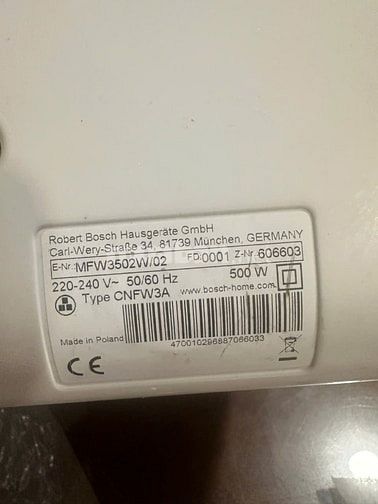 Robert Bosch Hausgeräte GmbH
Carl-Wery-Straße 34, 81739 München, GERMANY
E-Nr. MFW3502W/02 FD 0001 Z-Nr. 606603
220-240 V~ 50/60 Hz 500 W
Type CNFW3A www.bosch-home.com
Made in Poland
470010296887066033
CE